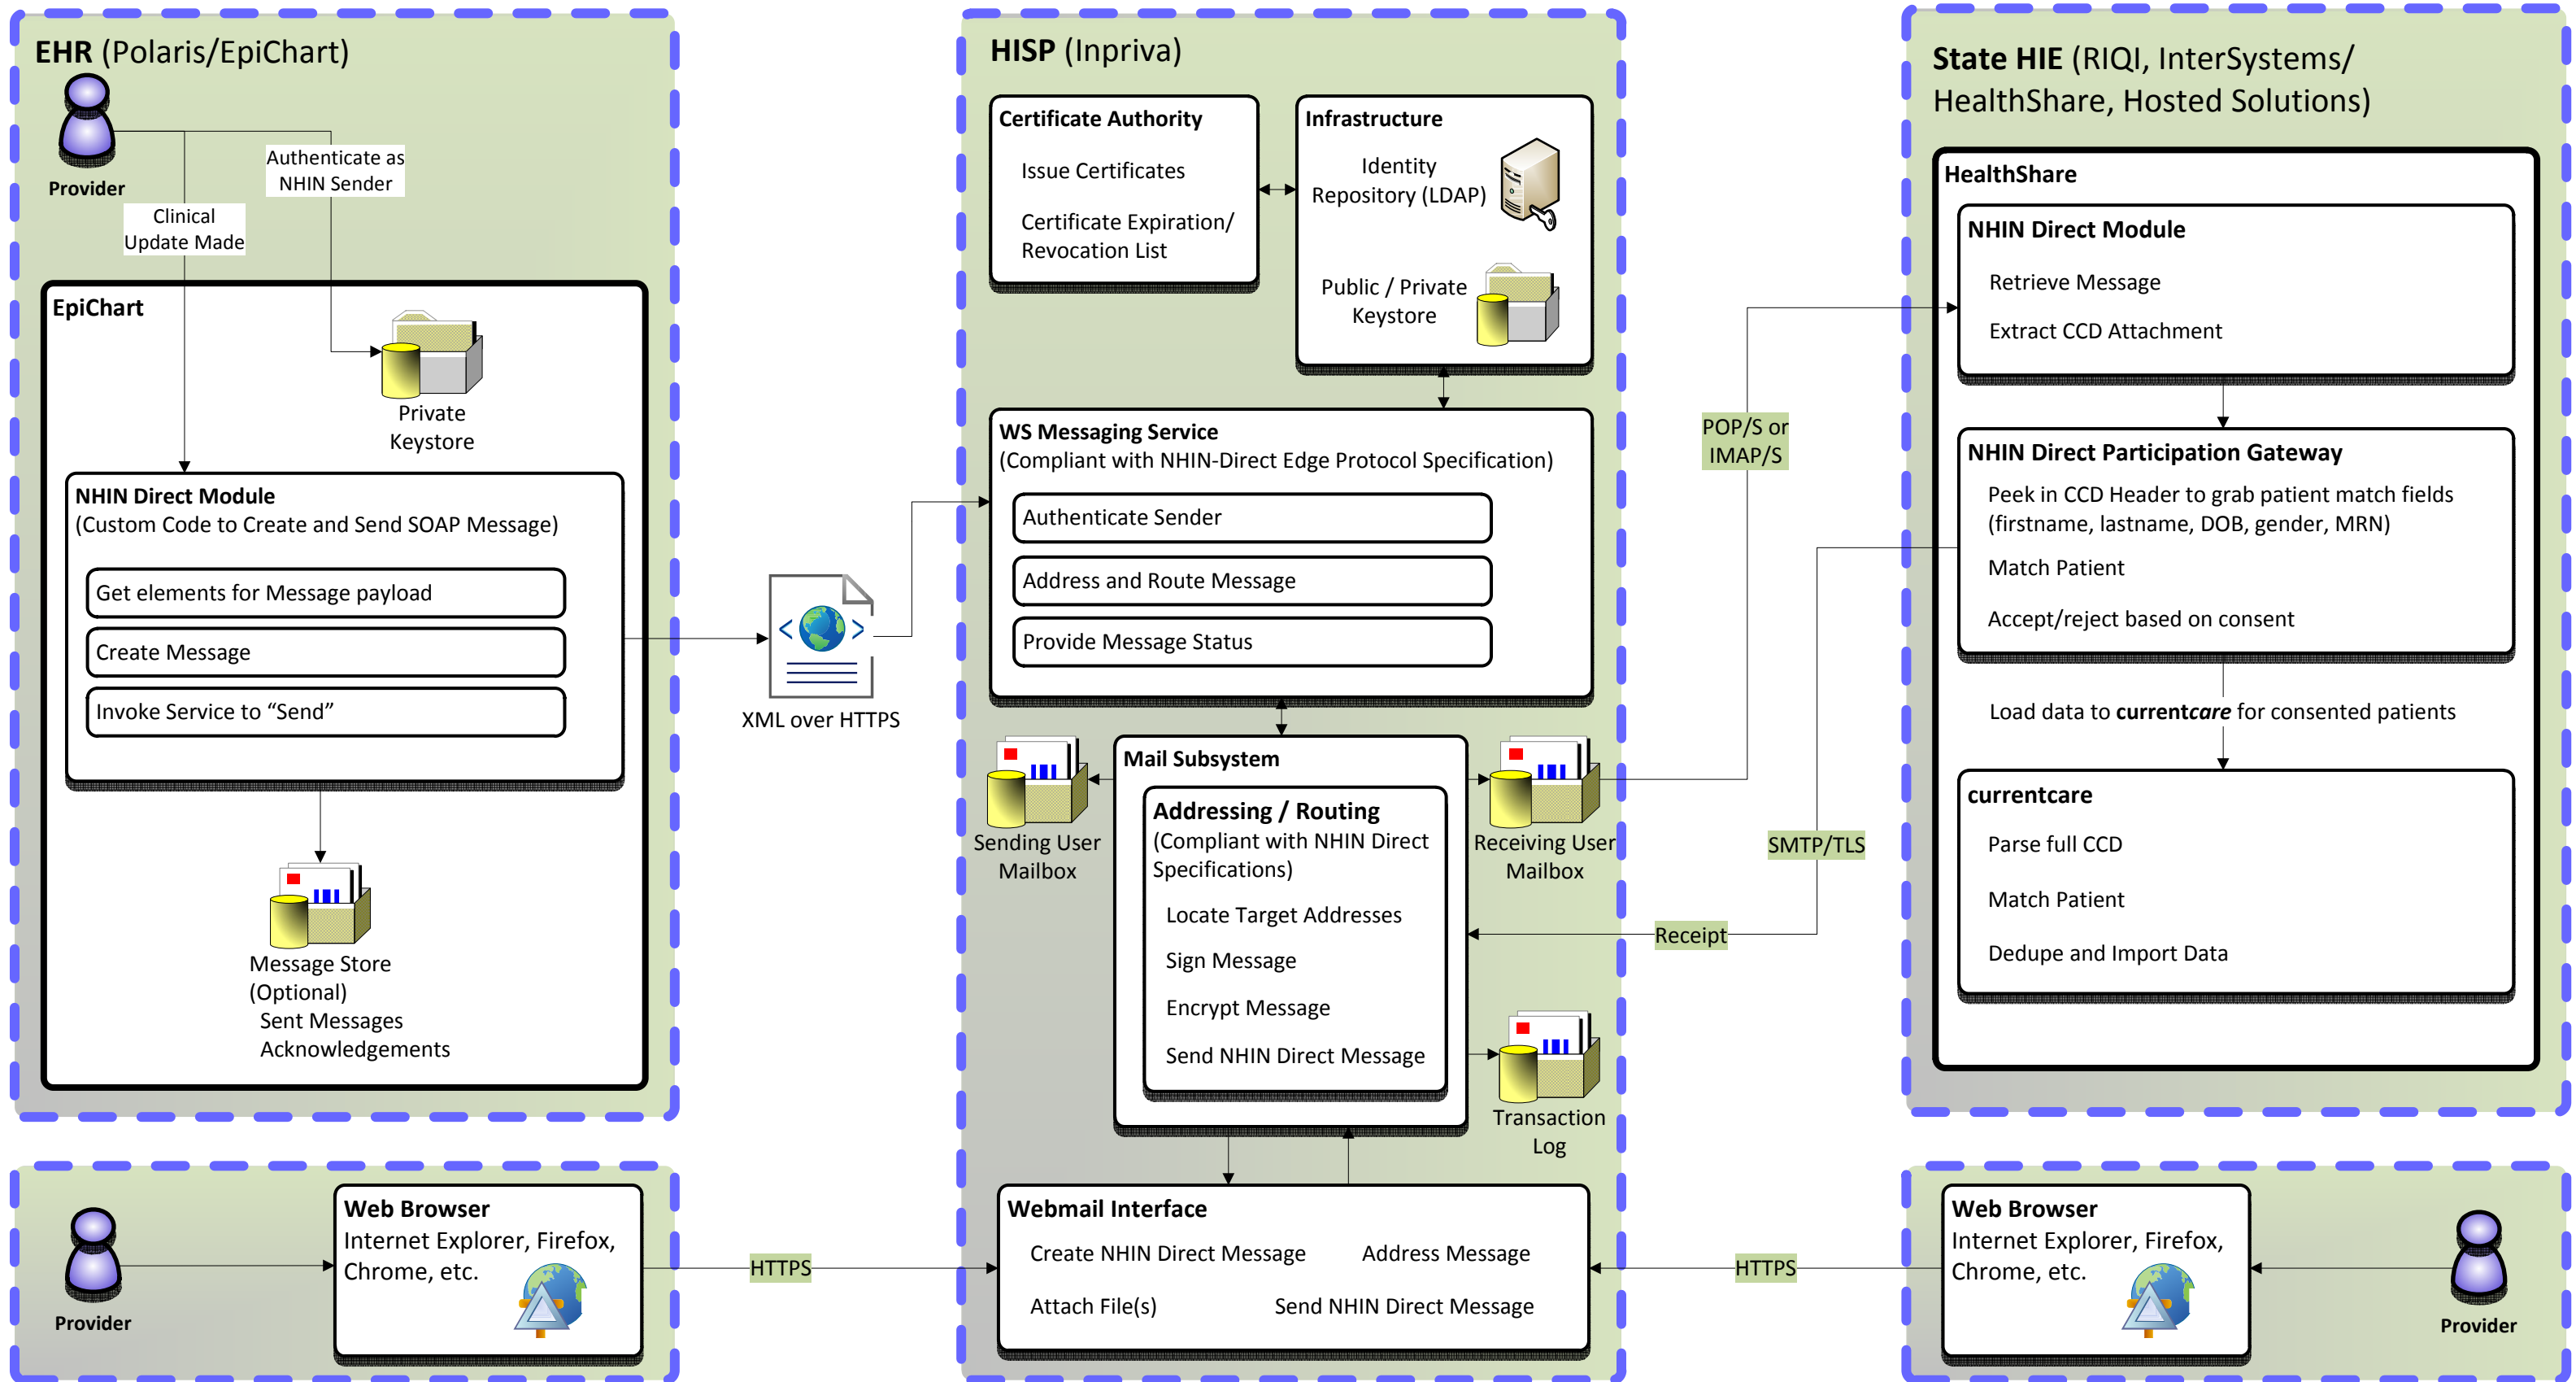 EHR (Polaris/EpiChart)
Provider
Authenticate as
NHIN Sender
Clinical
Update Made
EpiChart
Private
Keystore
NHIN Direct Module
(Custom Code to Create and Send SOAP Message)
Get elements for Message payload
Create Message
Invoke Service to “Send”
Message Store
(Optional)
Sent Messages
Acknowledgements
XML over HTTPS
HISP (Inpriva)
Certificate Authority
Issue Certificates
Certificate Expiration/
Revocation List
Infrastructure
Identity
Repository (LDAP)
Public / Private
Keystore
WS Messaging Service
(Compliant with NHIN-Direct Edge Protocol Specification)
Authenticate Sender
Address and Route Message
Provide Message Status
Mail Subsystem
Sending User
Mailbox
Addressing / Routing
(Compliant with NHIN Direct
Specifications)
Locate Target Addresses
Sign Message
Encrypt Message
Send NHIN Direct Message
Receiving User
Mailbox
Transaction
Log
POP/S or
IMAP/S
SMTP/TLS
Receipt
State HIE (RIQI, InterSystems/
HealthShare, Hosted Solutions)
HealthShare
NHIN Direct Module
Retrieve Message
Extract CCD Attachment
NHIN Direct Participation Gateway
Peek in CCD Header to grab patient match fields
(firstname, lastname, DOB, gender, MRN)
Match Patient
Accept/reject based on consent
Load data to currentcare for consented patients
currentcare
Parse full CCD
Match Patient
Dedupe and Import Data
Provider
Web Browser
Internet Explorer, Firefox,
Chrome, etc.
HTTPS
Webmail Interface
Create NHIN Direct Message
Address Message
Attach File(s)
Send NHIN Direct Message
HTTPS
Web Browser
Internet Explorer, Firefox,
Chrome, etc.
Provider